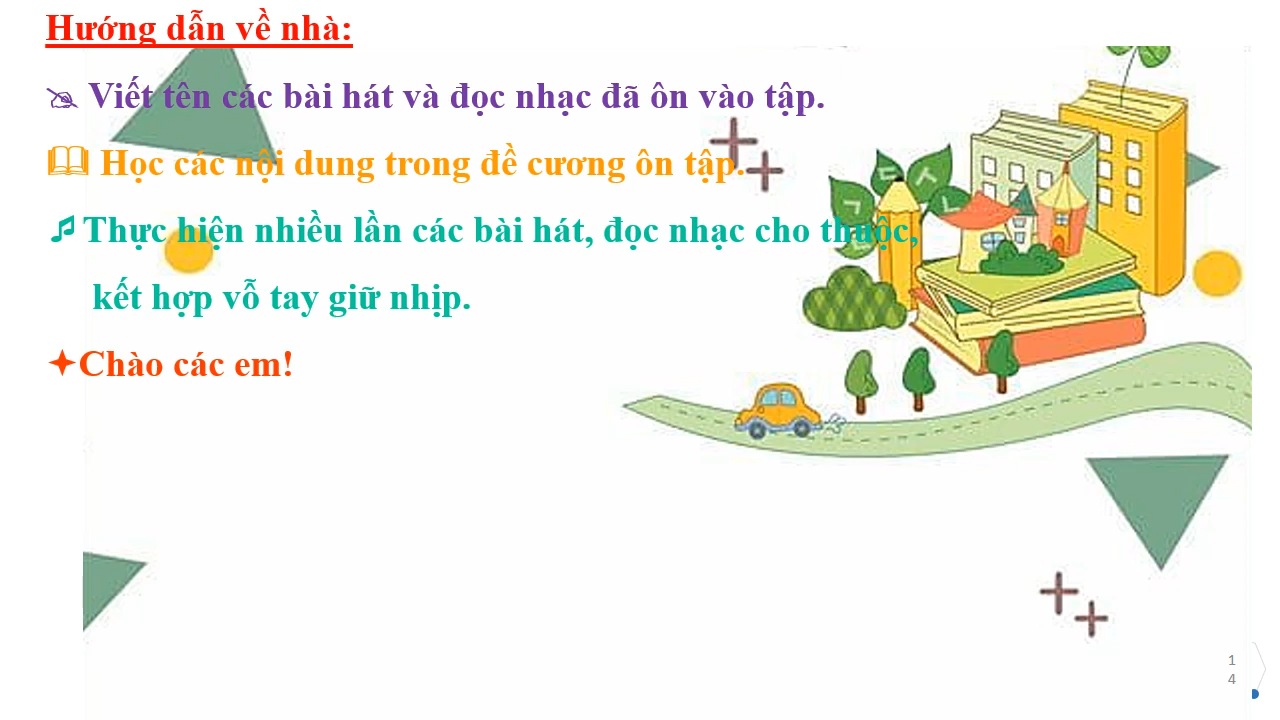 Hướng dẫn về nhà:
Viết tên các bài hát và đọc nhạc đã ôn vào tập.
Học các nội dung trong đề cương ôn tập.
Thực hiện nhiều lần các bài hát, đọc nhạc cho thuộc,
kết hợp vỗ tay giữ nhịp.
Chào các em!
14